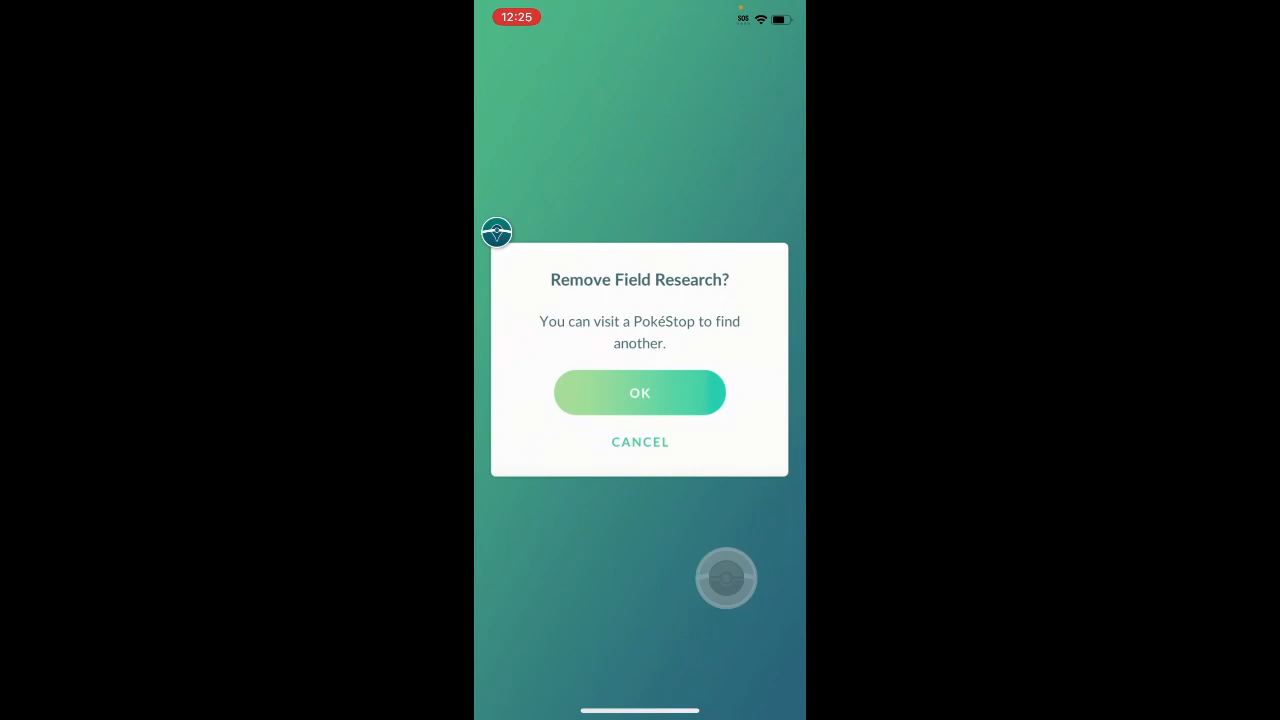 12:25
SOS
Remove Field Research?
You can visit a PokéStop to find
another.
OK
CANCEL